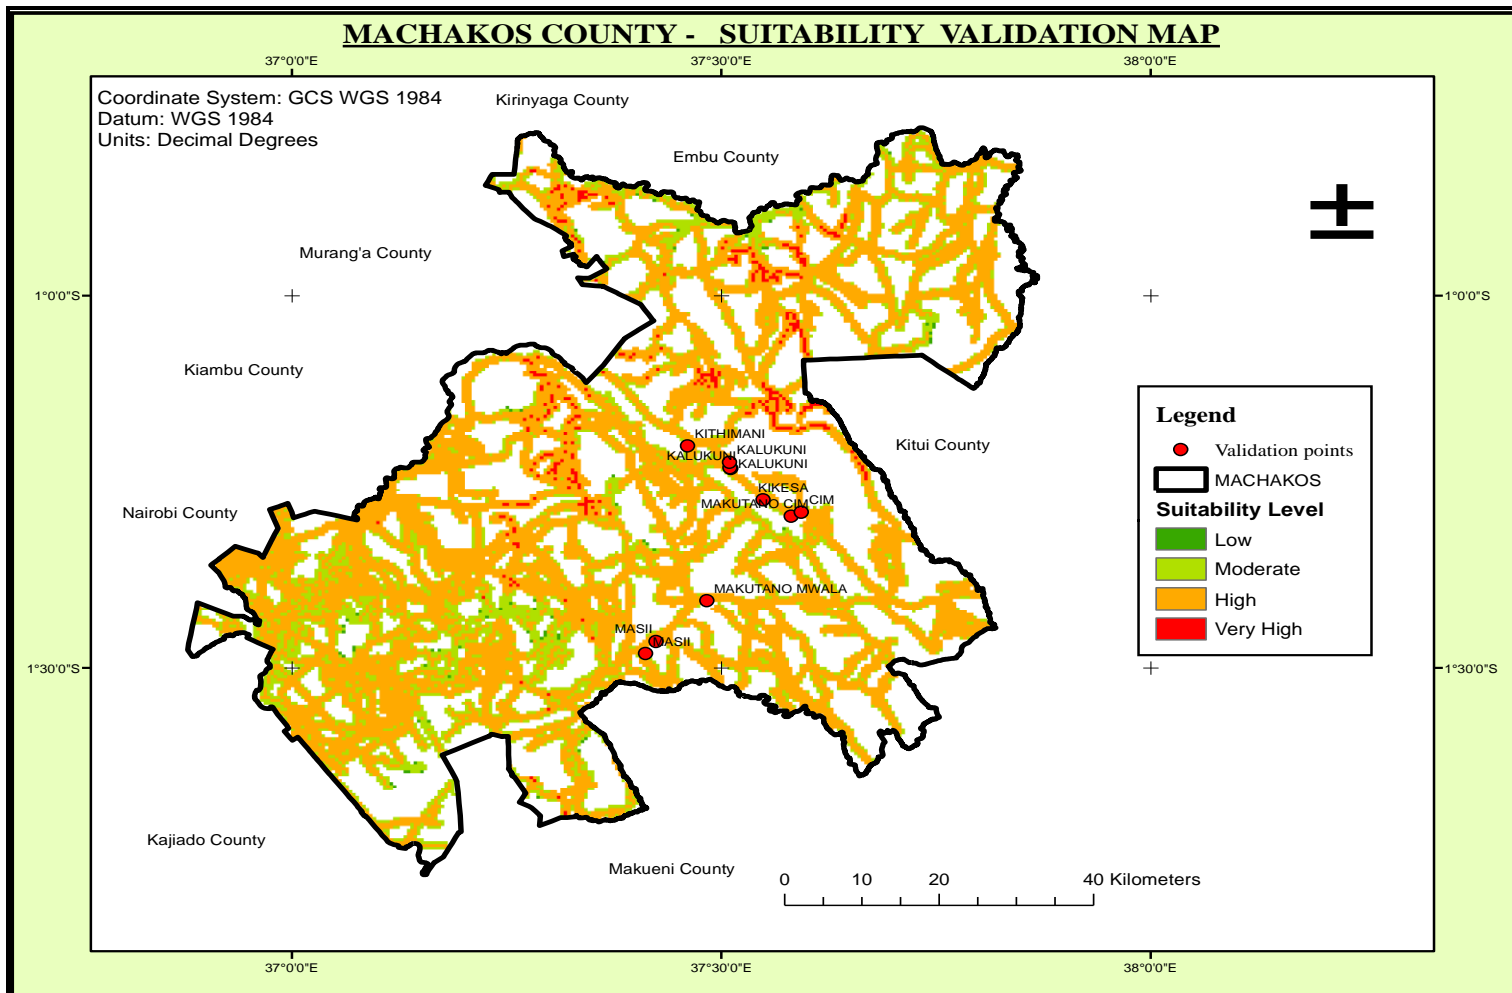 MACHAKOS COUNTY - SUITABILITY VALIDATION MAP
37°0'0"E
37°30'0"E
38°0'0"E
Coordinate System: GCS WGS 1984
Datum: WGS 1984
Units: Decimal Degrees
Kirinyaga County
Embu County
Murang'a County
1°0'0"S
1°0'0"S
Kiambu County
Legend
Validation points
MACHAKOS
Suitability Level
Low
Moderate
High
Very High
KITHIMANI
Kitui County
KALUKUNI
KALUKUNI
KALUKUNI
KIKESA
MAKUTANO CIM
CIM
Nairobi County
MAKUTANO MWALA
MASII
MASII
1°30'0"S
1°30'0"S
Kajiado County
Makueni County
0 10 20 40 Kilometers
37°0'0"E
37°30'0"E
38°0'0"E